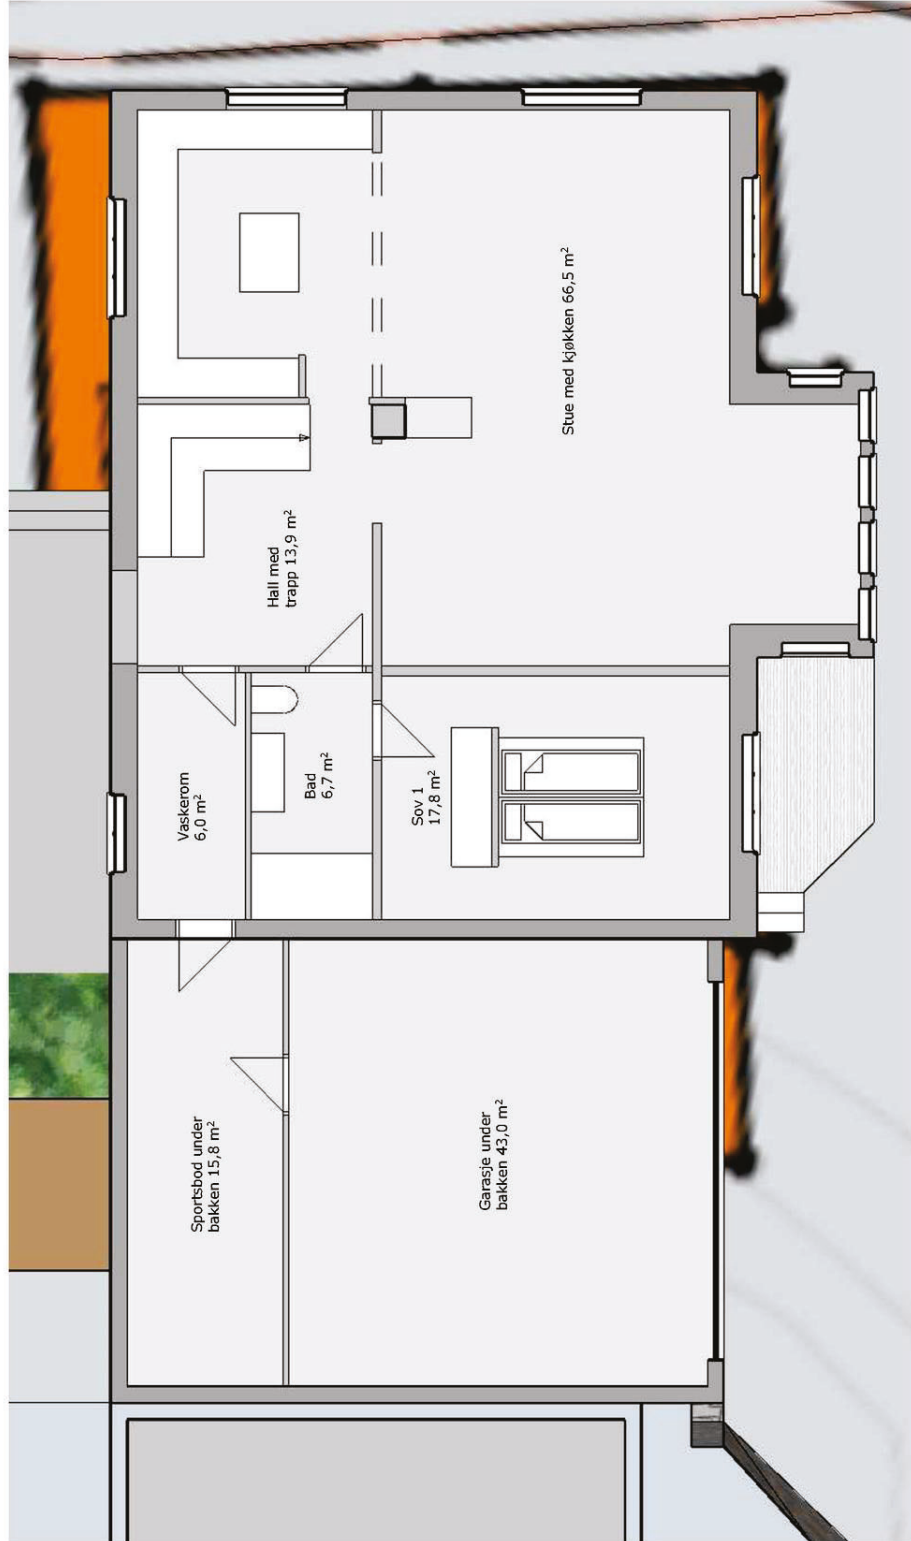 Stue med kjøkken 66,5 m²
Hall med
trapp 13,9 m²
Vaskerom
6,0 m²
Bad
6,7 m²
Sov 1
17,8 m²
Sportsbod under
bakken 15,8 m²
Garasje under
bakken 43,0 m²